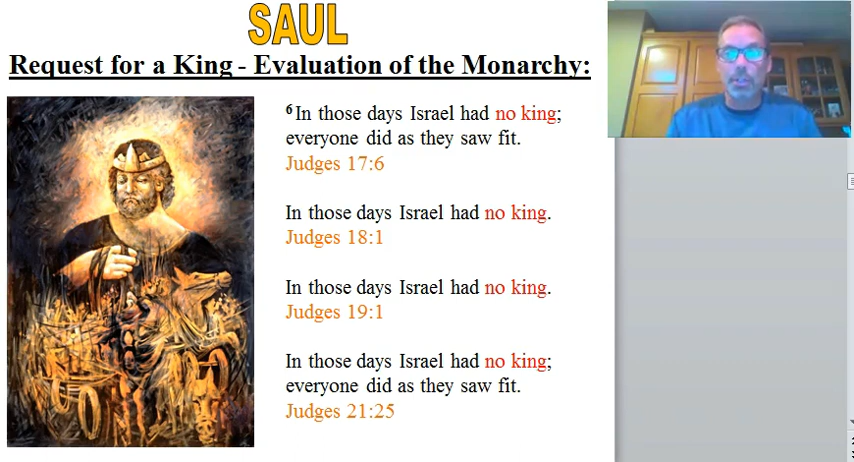 SAUL
Request for a King - Evaluation of the Monarchy:
⁶In those days Israel had no king;
everyone did as they saw fit.
Judges 17:6
In those days Israel had no king.
Judges 18:1
In those days Israel had no king.
Judges 19:1
In those days Israel had no king;
everyone did as they saw fit.
Judges 21:25